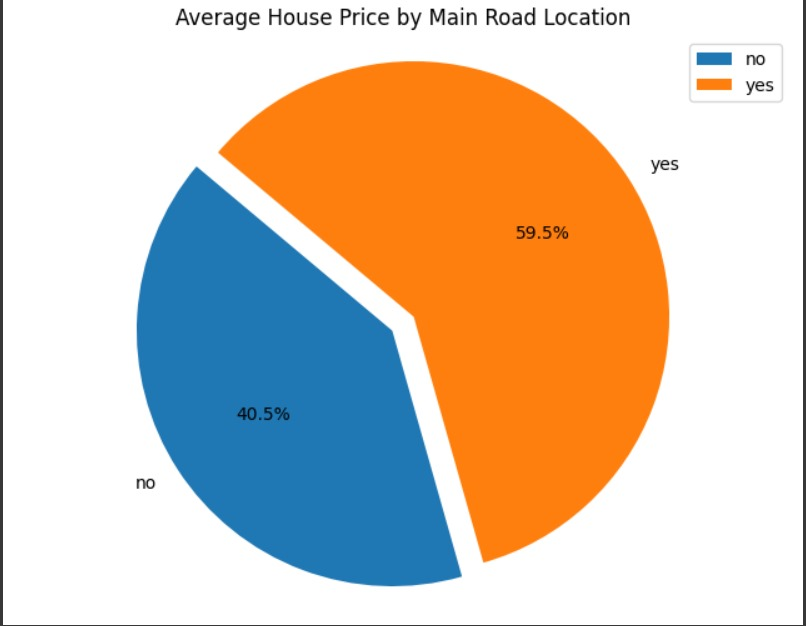 Average House Price by Main Road Location
no
yes
yes
59.5%
40.5%
no